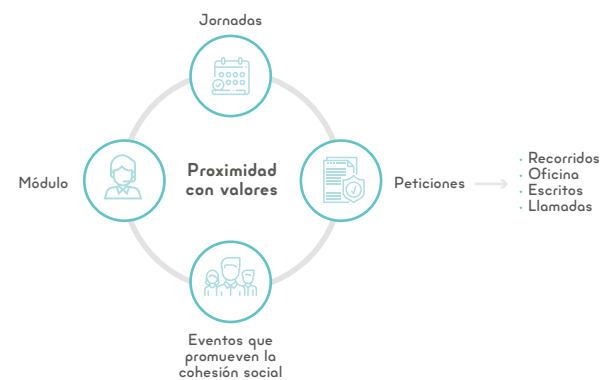 Jornadas
Módulo
Proximidad
con valores
Peticiones
· Recorridos
· Oficina
· Escritos
· Llamadas
Eventos que
promueven la
cohesión social